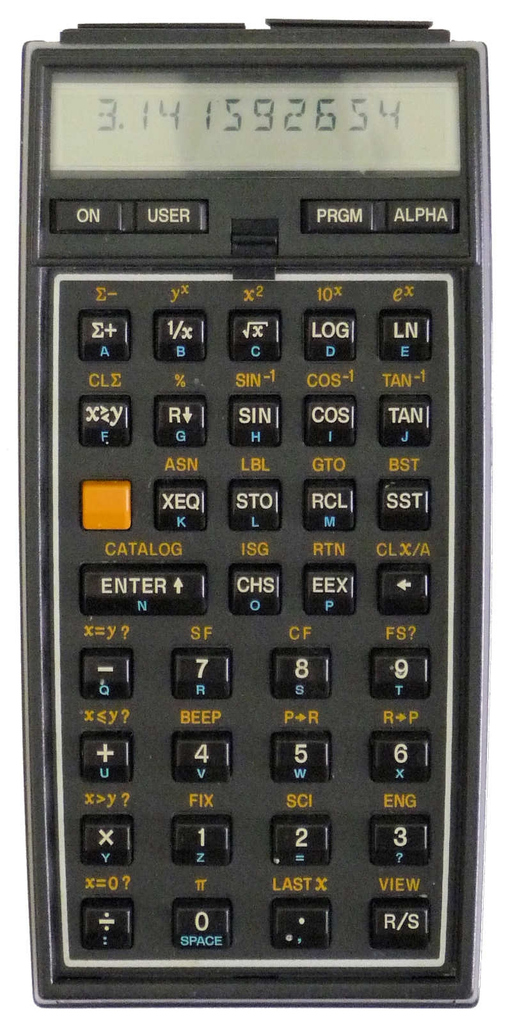 3.141592654
ON USER PRGM ALPHA
Σ− yˣ x² 10ˣ eˣ
Σ+ 1/x √x LOG LN
A B C D E
CLΣ % SIN⁻¹ COS⁻¹ TAN⁻¹
x≷y R↓ SIN COS TAN
F G H I J
ASN LBL GTO BST
XEQ STO RCL SST
K L M
CATALOG ISG RTN CLX/A
ENTER↑ CHS EEX ←
N O P
x=y? SF CF FS?
− 7 8 9
Q R S T
x≤y? BEEP P→R R→P
+ 4 5 6
U V W X
x>y? FIX SCI ENG
× 1 2 3
Y Z = ?
x=0? π LAST x VIEW
÷ 0 . R/S
: SPACE ,